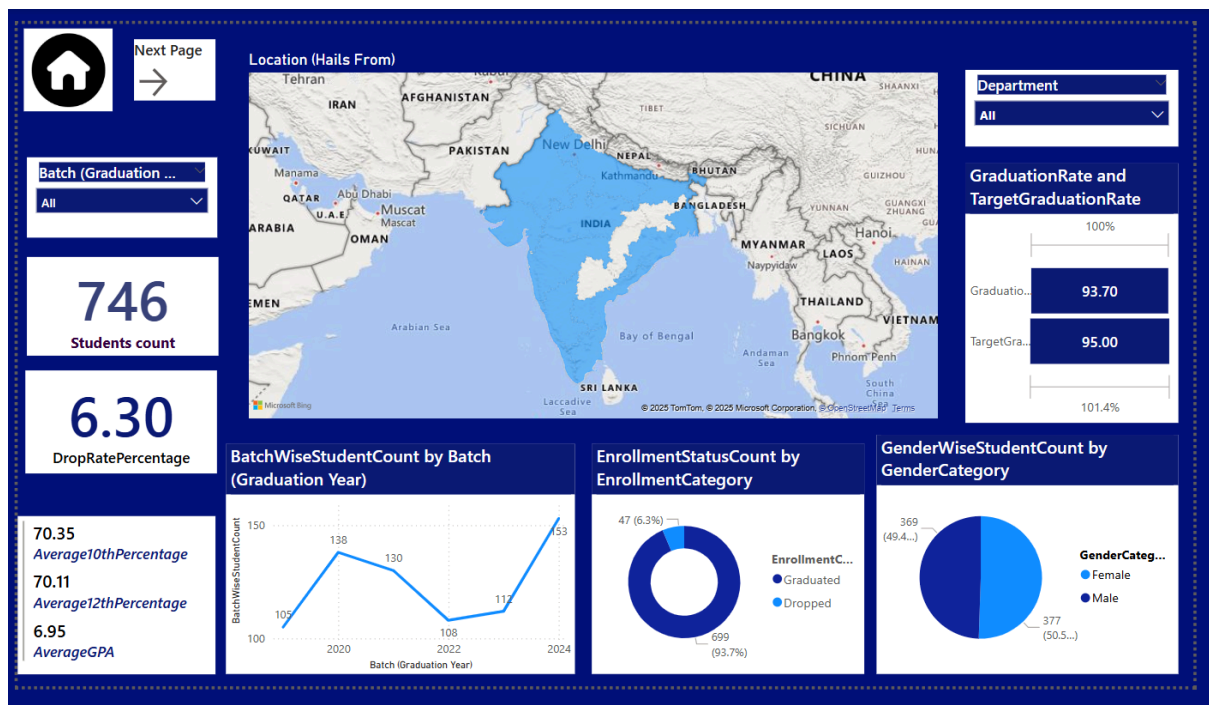 Next Page
Batch (Graduation ...
All
746
Students count
6.30
DropRatePercentage
70.35
Average10thPercentage
70.11
Average12thPercentage
6.95
AverageGPA
Location (Hails From)
Tehran
CHINA
SHAANXI
AFGHANISTAN
IRAN
TIBET
SICHUAN
KUWAIT
PAKISTAN
New Delhi
NEPAL
Kathmandu
BHUTAN
GUIZHOU
Manama
QATAR
Abu Dhabi
U.A.E.
Muscat
Muscat
BANGLADESH
YUNNAN
GUANGXI
ZHUANG
ARABIA
OMAN
INDIA
MYANMAR
Hanoi
LAOS
Naypyidaw
HAINAN
THAILAND
VIETNAM
Arabian Sea
Bay of Bengal
Bangkok
Andaman
Sea
Phnom Penh
SRI LANKA
South
China
Sea
Laccadive
Sea
Microsoft Bing
© 2025 TomTom, © 2025 Microsoft Corporation, © OpenStreetMap Terms
Department
All
GraduationRate and
TargetGraduationRate
100%
Graduatio...
93.70
TargetGra...
95.00
101.4%
BatchWiseStudentCount by Batch
(Graduation Year)
BatchWiseStudentCount
150
100
105
138
130
108
112
153
2020
2022
2024
Batch (Graduation Year)
EnrollmentStatusCount by
EnrollmentCategory
47 (6.3%)
699
(93.7%)
EnrollmentC...
Graduated
Dropped
GenderWiseStudentCount by
GenderCategory
369
(49.4...)
377
(50.5...)
GenderCateg...
Female
Male